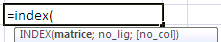 =index(
INDEX(matrice; no_lig; [no_col])